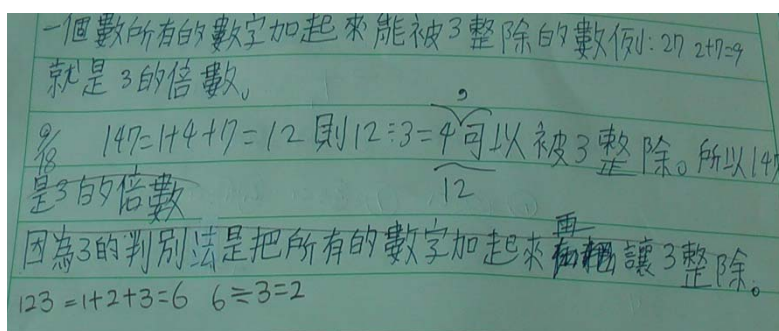 一個數所有的數字加起來能被3整除的數例:27 2+7=9
就是3的倍數。
9/18 147=1+4+7=12則12÷3=4,可以被3整除。所以147
12
是3的倍數
因為3的判別法是把所有的數字加起來再讓3整除。
123=1+2+3=6 6÷3=2